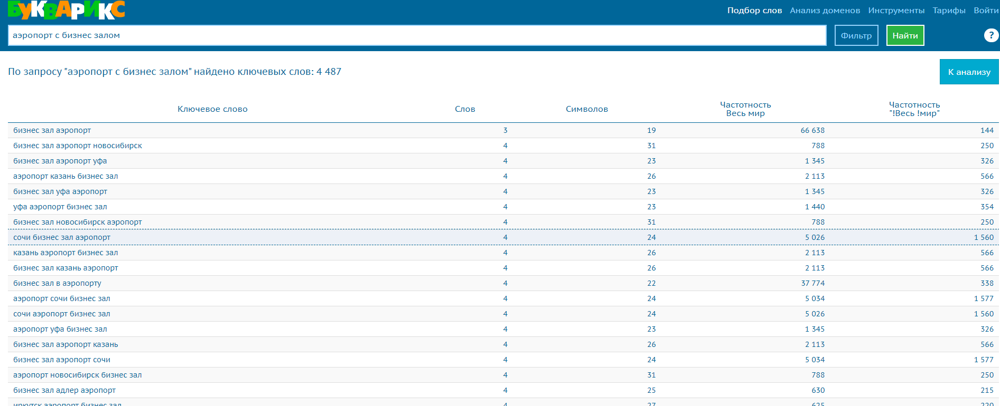 БУКВАРИКС
Подбор слов Анализ доменов Инструменты Тарифы Войти
аэропорт с бизнес залом Фильтр Найти ?
По запросу "аэропорт с бизнес залом" найдено ключевых слов: 4 487 К анализу
Ключевое слово Слов Символов Частотность Весь мир Частотность "!Весь !мир"
бизнес зал аэропорт 3 19 66 638 144
бизнес зал аэропорт новосибирск 4 31 788 250
бизнес зал аэропорт уфа 4 23 1 345 326
аэропорт казань бизнес зал 4 26 2 113 566
бизнес зал уфа аэропорт 4 23 1 345 326
уфа аэропорт бизнес зал 4 23 1 440 354
бизнес зал новосибирск аэропорт 4 31 788 250
сочи бизнес зал аэропорт 4 24 5 026 1 560
казань аэропорт бизнес зал 4 26 2 113 566
бизнес зал казань аэропорт 4 26 2 113 566
бизнес зал в аэропорту 4 22 37 774 338
аэропорт сочи бизнес зал 4 24 5 034 1 577
сочи аэропорт бизнес зал 4 24 5 026 1 560
аэропорт уфа бизнес зал 4 23 1 345 326
бизнес зал аэропорт казань 4 26 2 113 566
бизнес зал аэропорт сочи 4 24 5 034 1 577
аэропорт новосибирск бизнес зал 4 31 788 250
бизнес зал адлер аэропорт 4 25 630 215
иркутск аэропорт бизнес зал 4 27 625 220